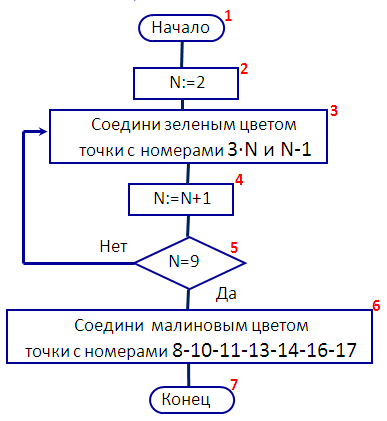 1
Начало
2
N:=2
3
Соедини зеленым цветом
точки с номерами 3·N и N-1
4
N:=N+1
Нет
5
N=9
Да
6
Соедини малиновым цветом
точки с номерами 8-10-11-13-14-16-17
7
Конец